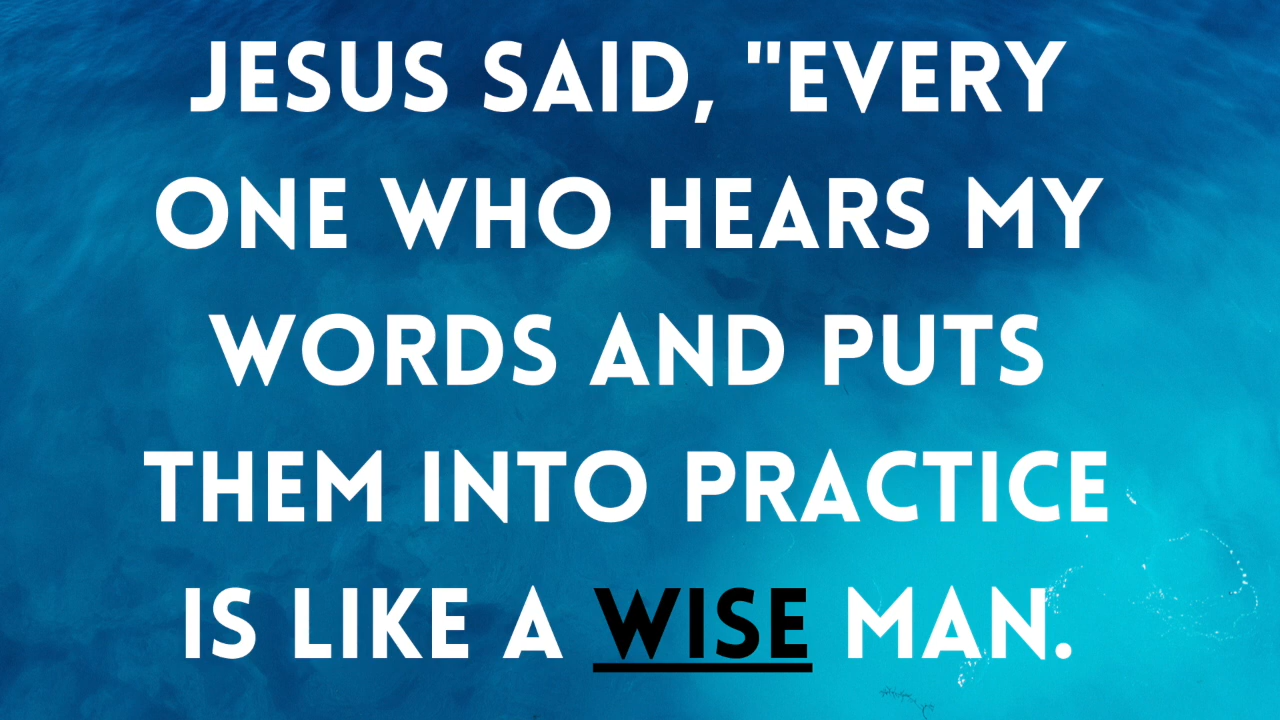 JESUS SAID, "EVERY
ONE WHO HEARS MY
WORDS AND PUTS
THEM INTO PRACTICE
IS LIKE A WISE MAN.